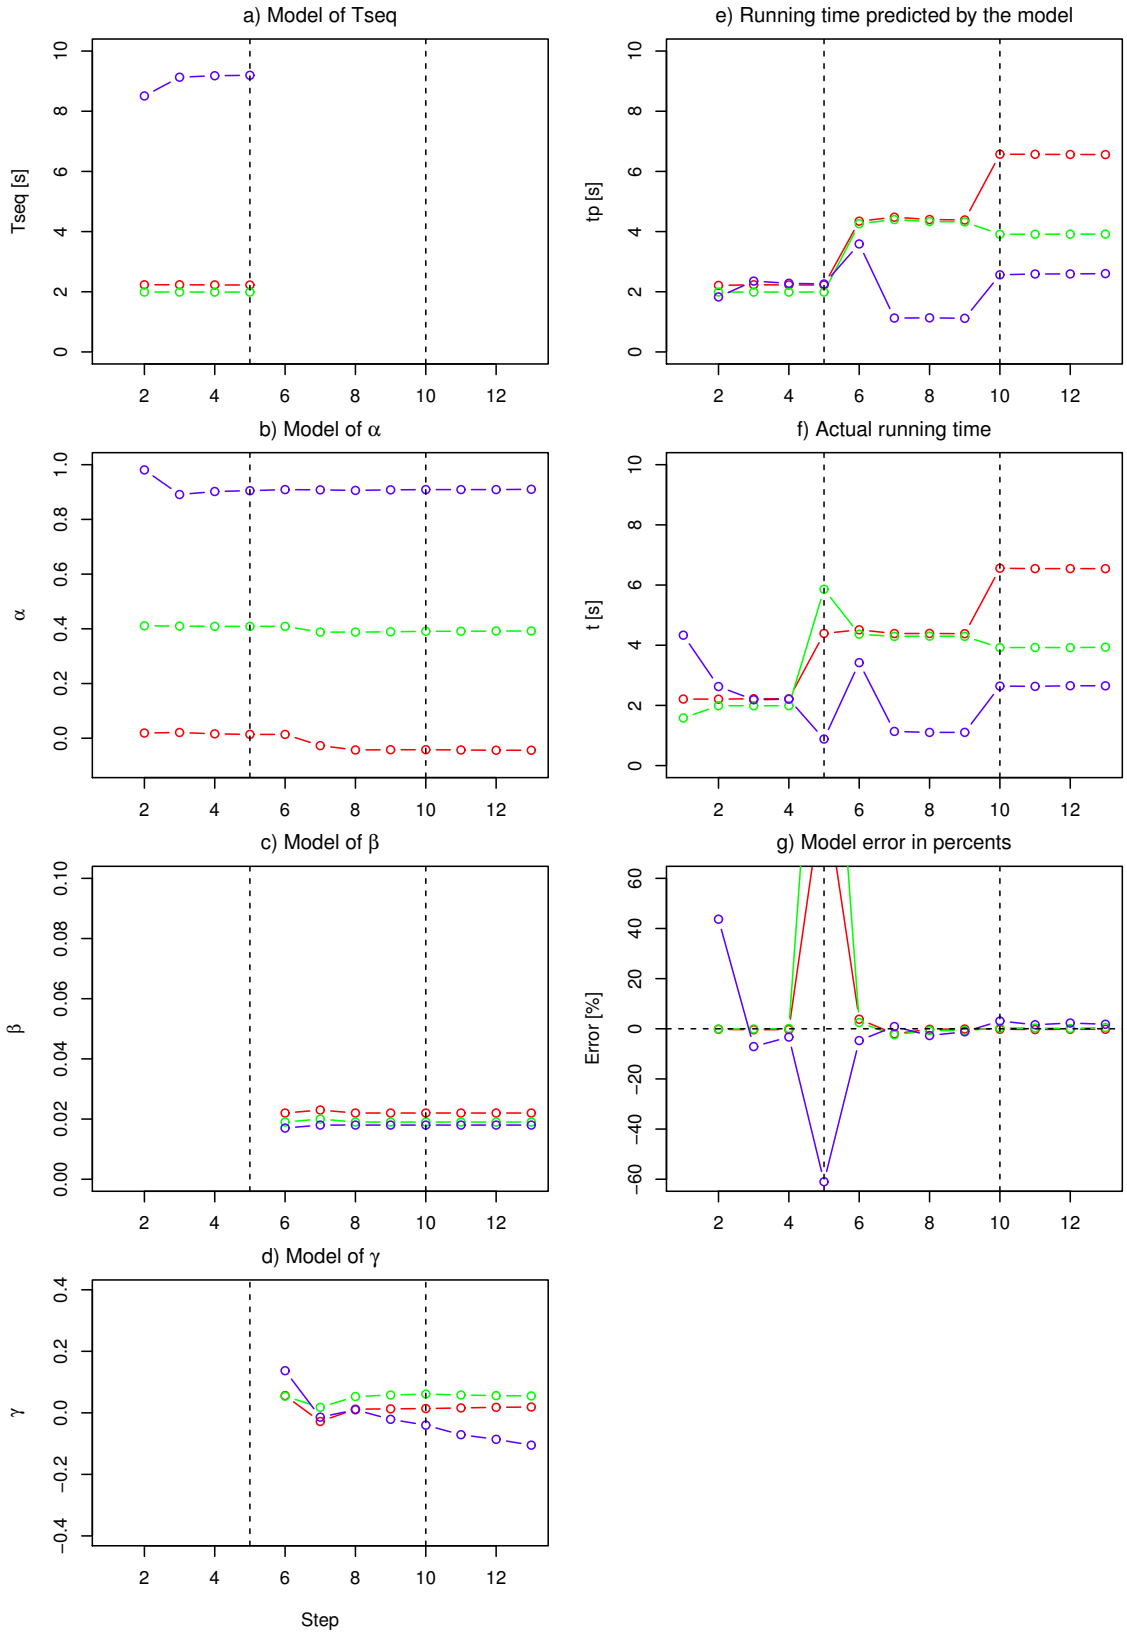 a) Model of Tseq
Tseq [s]
0 2 4 6 8 10
2 4 6 8 10 12
b) Model of α
α
0.0 0.2 0.4 0.6 0.8 1.0
2 4 6 8 10 12
c) Model of β
β
0.00 0.02 0.04 0.06 0.08 0.10
2 4 6 8 10 12
d) Model of γ
γ
−0.4 −0.2 0.0 0.2 0.4
2 4 6 8 10 12
Step
e) Running time predicted by the model
tp [s]
0 2 4 6 8 10
2 4 6 8 10 12
f) Actual running time
t [s]
0 2 4 6 8 10
2 4 6 8 10 12
g) Model error in percents
Error [%]
−60 −40 −20 0 20 40 60
2 4 6 8 10 12